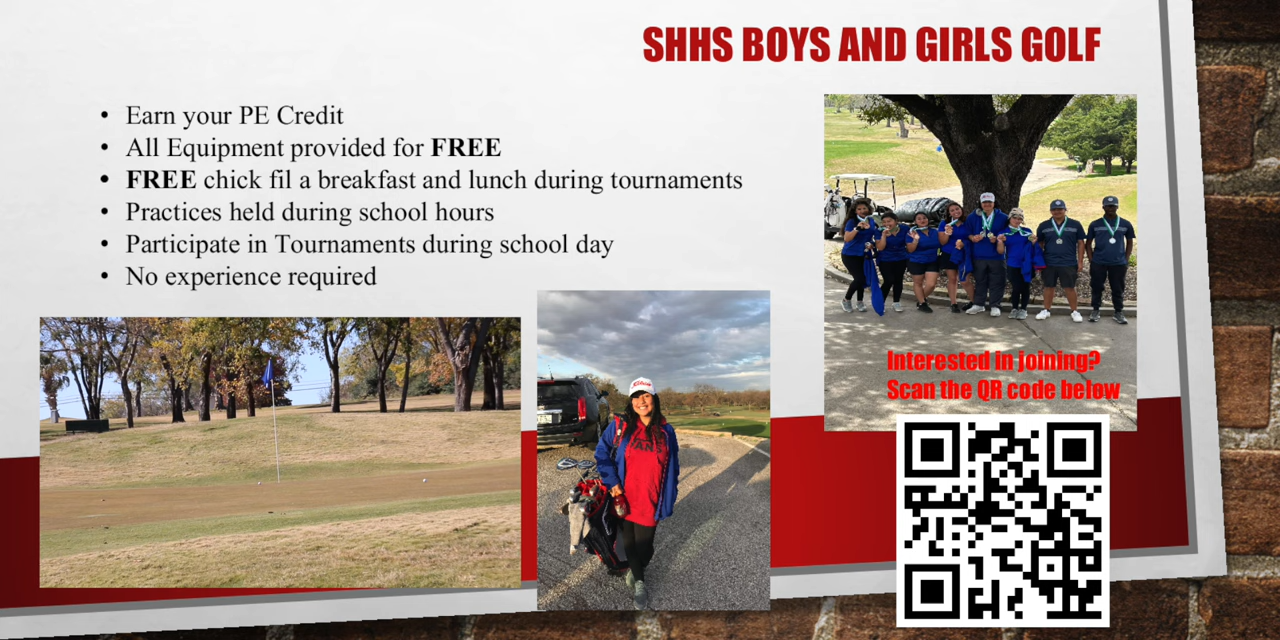 SHHS BOYS AND GIRLS GOLF
• Earn your PE Credit
• All Equipment provided for FREE
• FREE chick fil a breakfast and lunch during tournaments
• Practices held during school hours
• Participate in Tournaments during school day
• No experience required
Interested in joining?
Scan the QR code below